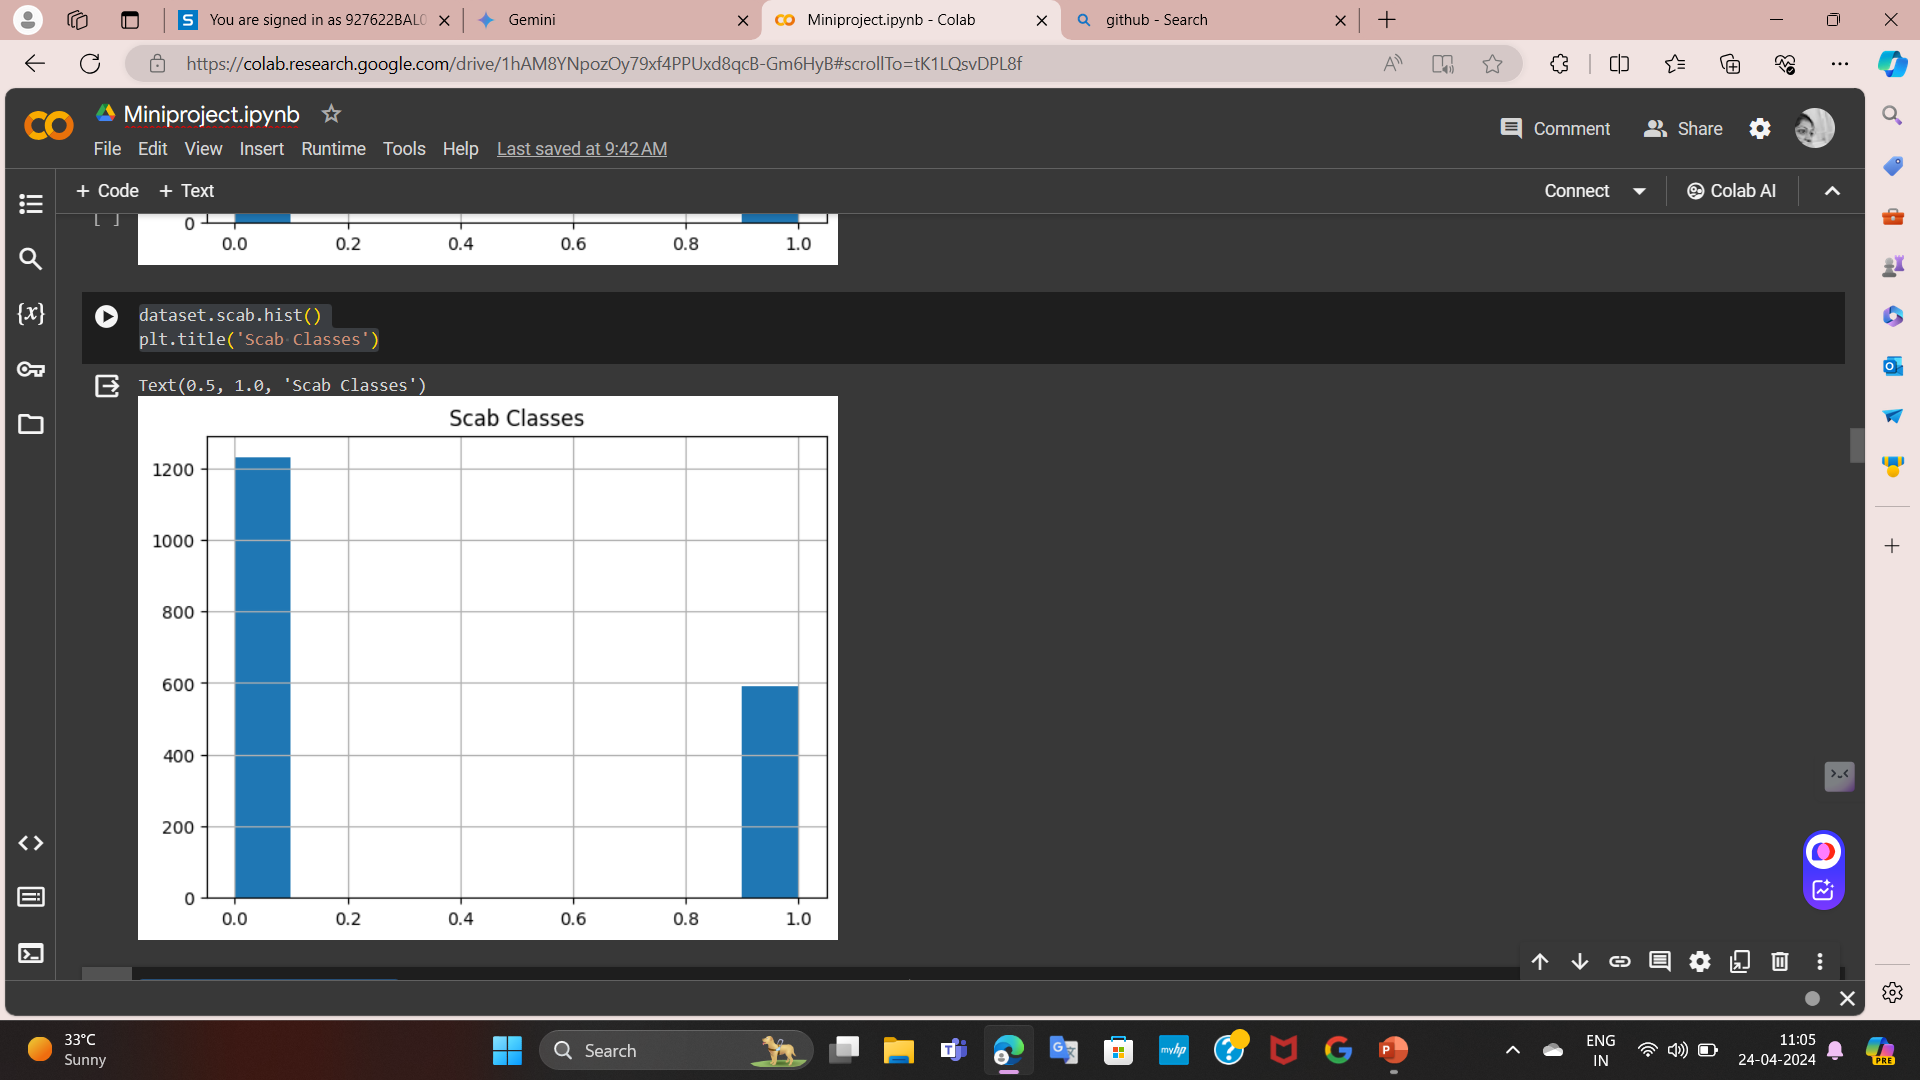 You are signed in as 927622BAL0
Gemini
Miniproject.ipynb - Colab
github - Search
https://colab.research.google.com/drive/1hAM8YNpozOy79xf4PPUxd8qcB-Gm6HyB#scrollTo=tK1LQsvDPL8f
Miniproject.ipynb
Comment
Share
File Edit View Insert Runtime Tools Help Last saved at 9:42 AM
+ Code + Text
Connect
Colab AI
[ ]
0
0.0 0.2 0.4 0.6 0.8 1.0
{x}
dataset.scab.hist()
plt.title('Scab Classes')
Text(0.5, 1.0, 'Scab Classes')
Scab Classes
1200
1000
800
600
400
200
0
0.0 0.2 0.4 0.6 0.8 1.0
33°C
Sunny
Search
myhp
ENG
IN
11:05
24-04-2024
PRE